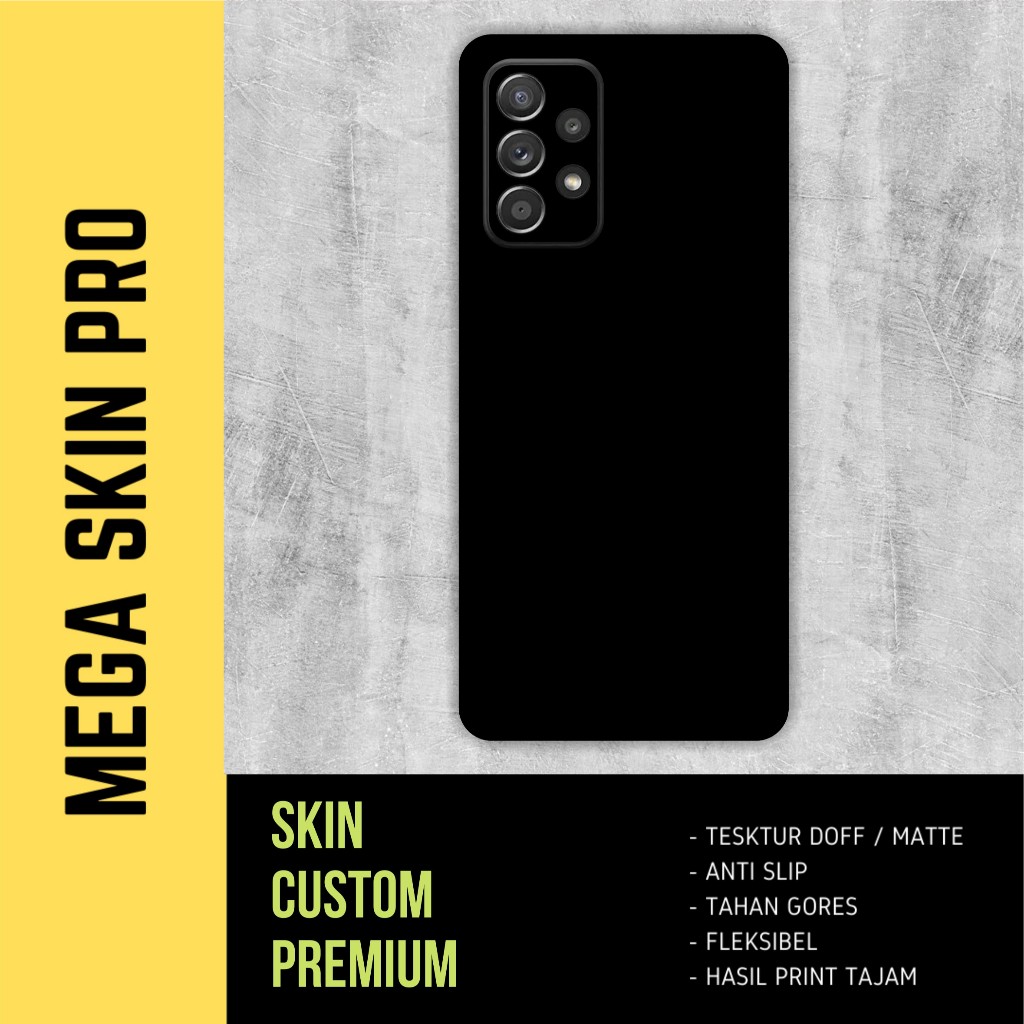 MEGA SKIN PRO
SKIN
CUSTOM
PREMIUM
- TESKTUR DOFF / MATTE
- ANTI SLIP
- TAHAN GORES
- FLEKSIBEL
- HASIL PRINT TAJAM